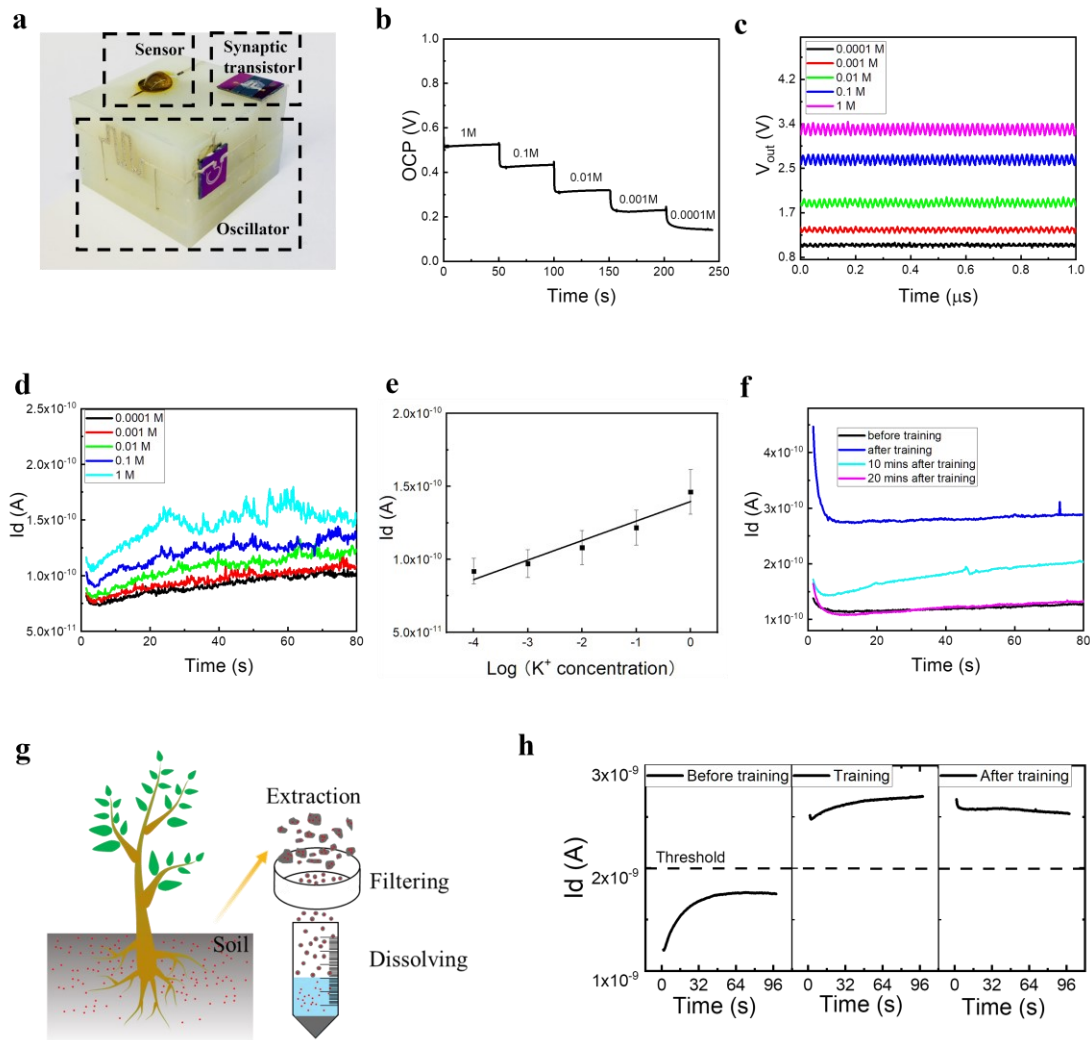 a
Sensor
Synaptic
transistor
Oscillator
b
OCP (V)
1.0
0.8
0.6
0.4
0.2
0.0
1M
0.1M
0.01M
0.001M
0.0001M
0 50 100 150 200 250
Time (s)
c
Vout (V)
4.2
3.4
2.5
1.7
0.8
0.0001 M
0.001 M
0.01 M
0.1 M
1 M
0.0 0.2 0.4 0.6 0.8 1.0
Time (μs)
d
Id (A)
2.5x10-10
2.0x10-10
1.5x10-10
1.0x10-10
5.0x10-11
0.0001 M
0.001 M
0.01 M
0.1 M
1 M
0 20 40 60 80
Time (s)
e
Id (A)
2.0x10-10
1.5x10-10
1.0x10-10
5.0x10-11
-4 -3 -2 -1 0
Log (K+ concentration)
f
Id (A)
4x10-10
3x10-10
2x10-10
1x10-10
before training
after training
10 mins after training
20 mins after training
0 20 40 60 80
Time (s)
g
Extraction
Filtering
Soil
Dissolving
h
Id (A)
3x10-9
2x10-9
1x10-9
Before training
Training
After training
Threshold
0 32 64 96 0 32 64 96 0 32 64 96
Time (s) Time (s) Time (s)